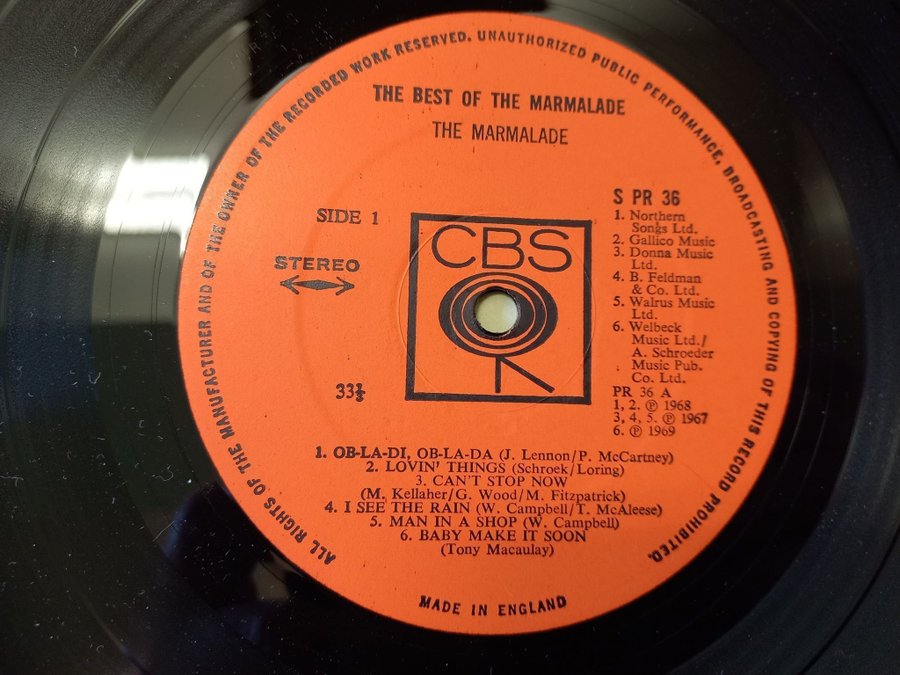 ALL RIGHTS OF THE MANUFACTURER AND OF THE OWNER OF THE RECORDED WORK RESERVED. UNAUTHORIZED PUBLIC PERFORMANCE, BROADCASTING AND COPYING OF THIS RECORD PROHIBITED.
THE BEST OF THE MARMALADE
THE MARMALADE
SIDE 1
STEREO
33⅓
CBS
S PR 36
1. Northern
Songs Ltd.
2. Gallico Music
3. Donna Music
Ltd.
4. B. Feldman
& Co. Ltd.
5. Walrus Music
Ltd.
6. Welbeck
Music Ltd./
A. Schroeder
Music Pub.
Co. Ltd.
PR 36 A
1, 2. ℗ 1968
3, 4, 5. ℗ 1967
6. ℗ 1969
1. OB-LA-DI, OB-LA-DA (J. Lennon/P. McCartney)
2. LOVIN' THINGS (Schroek/Loring)
3. CAN'T STOP NOW
(M. Kellaher/G. Wood/M. Fitzpatrick)
4. I SEE THE RAIN (W. Campbell/T. McAleese)
5. MAN IN A SHOP (W. Campbell)
6. BABY MAKE IT SOON
(Tony Macaulay)
MADE IN ENGLAND